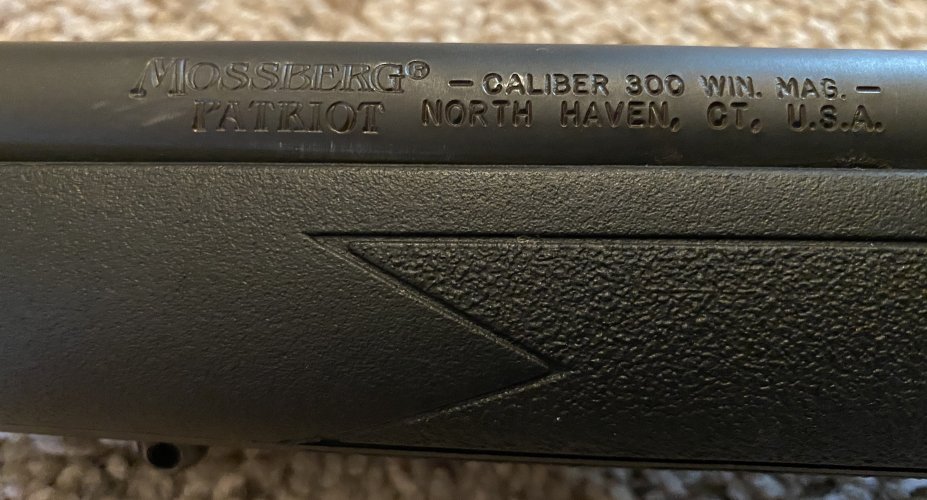 MOSSBERG® — CALIBER 300 WIN. MAG. —
PATRIOT NORTH HAVEN, CT, U.S.A.